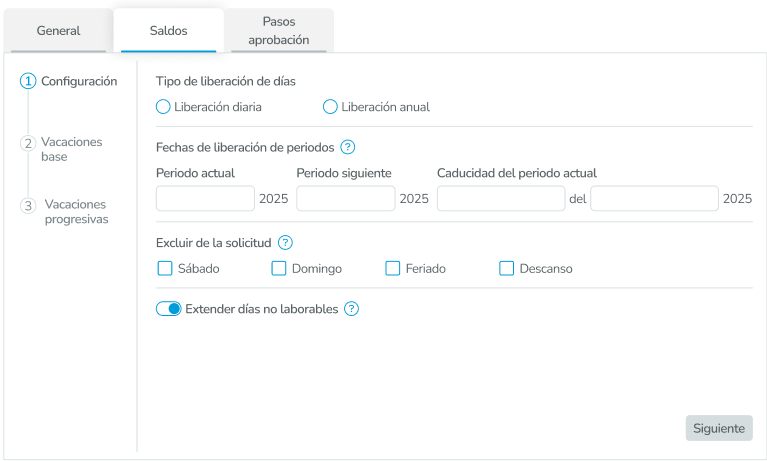 General
Saldos
Pasos
aprobación
1 Configuración
2 Vacaciones
base
3 Vacaciones
progresivas
Tipo de liberación de días
Liberación diaria Liberación anual
Fechas de liberación de periodos ?
Periodo actual Periodo siguiente Caducidad del periodo actual
2025 2025 del 2025
Excluir de la solicitud ?
Sábado Domingo Feriado Descanso
Extender días no laborables ?
Siguiente